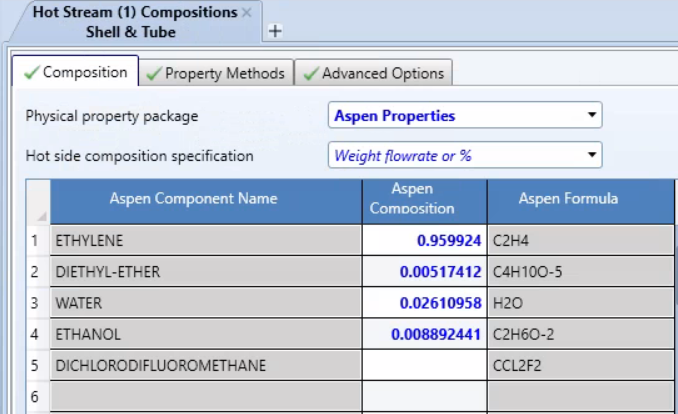 Hot Stream (1) Compositions ×
Shell & Tube
+
Composition
Property Methods
Advanced Options
Physical property package
Aspen Properties
Hot side composition specification
Weight flowrate or %
Aspen Component Name
Aspen
Composition
Aspen Formula
1 ETHYLENE 0.959924 C2H4
2 DIETHYL-ETHER 0.00517412 C4H10O-5
3 WATER 0.02610958 H2O
4 ETHANOL 0.008892441 C2H6O-2
5 DICHLORODIFLUOROMETHANE CCL2F2
6